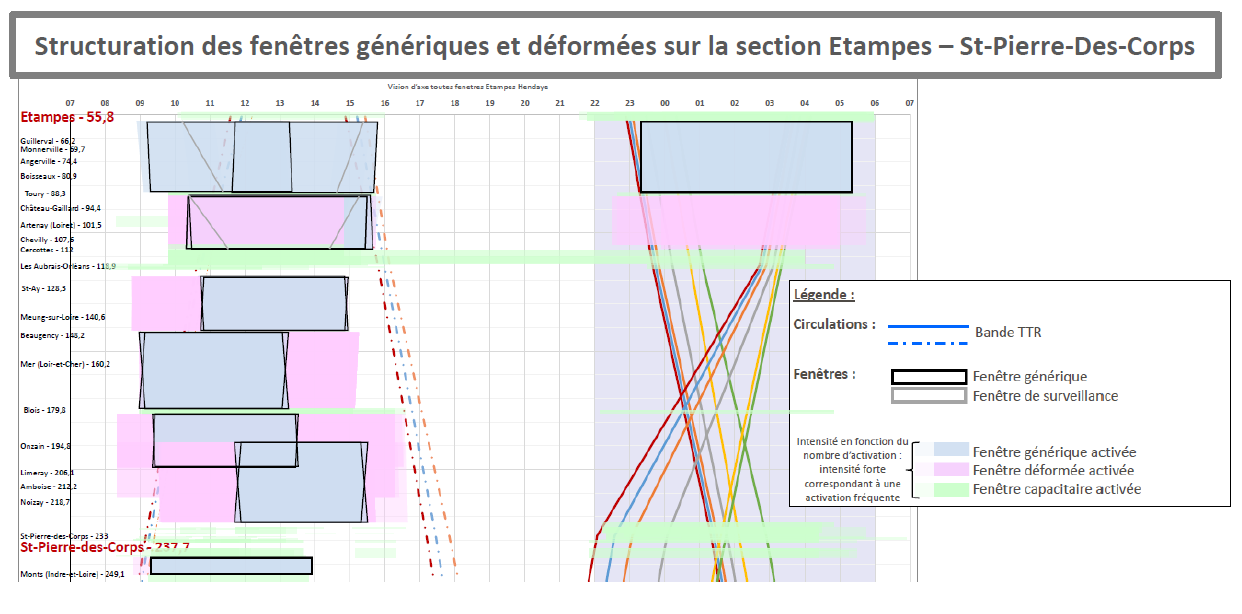 Structuration des fenêtres génériques et déformées sur la section Etampes – St-Pierre-Des-Corps
Vision d'axe toutes fenetres Etampes Hendaye
07 08 09 10 11 12 13 14 15 16 17 18 19 20 21 22 23 00 01 02 03 04 05 06 07
Etampes - 55,8
Guillerval - 66,2
Monnerville - 69,7
Angerville - 74,4
Boisseaux - 80,9
Toury - 88,3
Château-Gaillard - 94,4
Artenay (Loiret) - 101,5
Chevilly - 107,6
Cercottes - 112
Les Aubrais-Orléans - 118,9
St-Ay - 128,5
Meung-sur-Loire - 140,6
Beaugency - 148,2
Mer (Loir-et-Cher) - 160,2
Blois - 179,8
Onzain - 194,8
Limeray - 206,1
Amboise - 212,2
Noizay - 218,7
St-Pierre-des-Corps - 233
St-Pierre-des-Corps - 237,7
Monts (Indre-et-Loire) - 249,1
Légende :
Circulations :
Bande TTR
Fenêtres :
Fenêtre générique
Fenêtre de surveillance
Intensité en fonction du
nombre d'activation :
intensité forte
correspondant à une
activation fréquente
Fenêtre générique activée
Fenêtre déformée activée
Fenêtre capacitaire activée